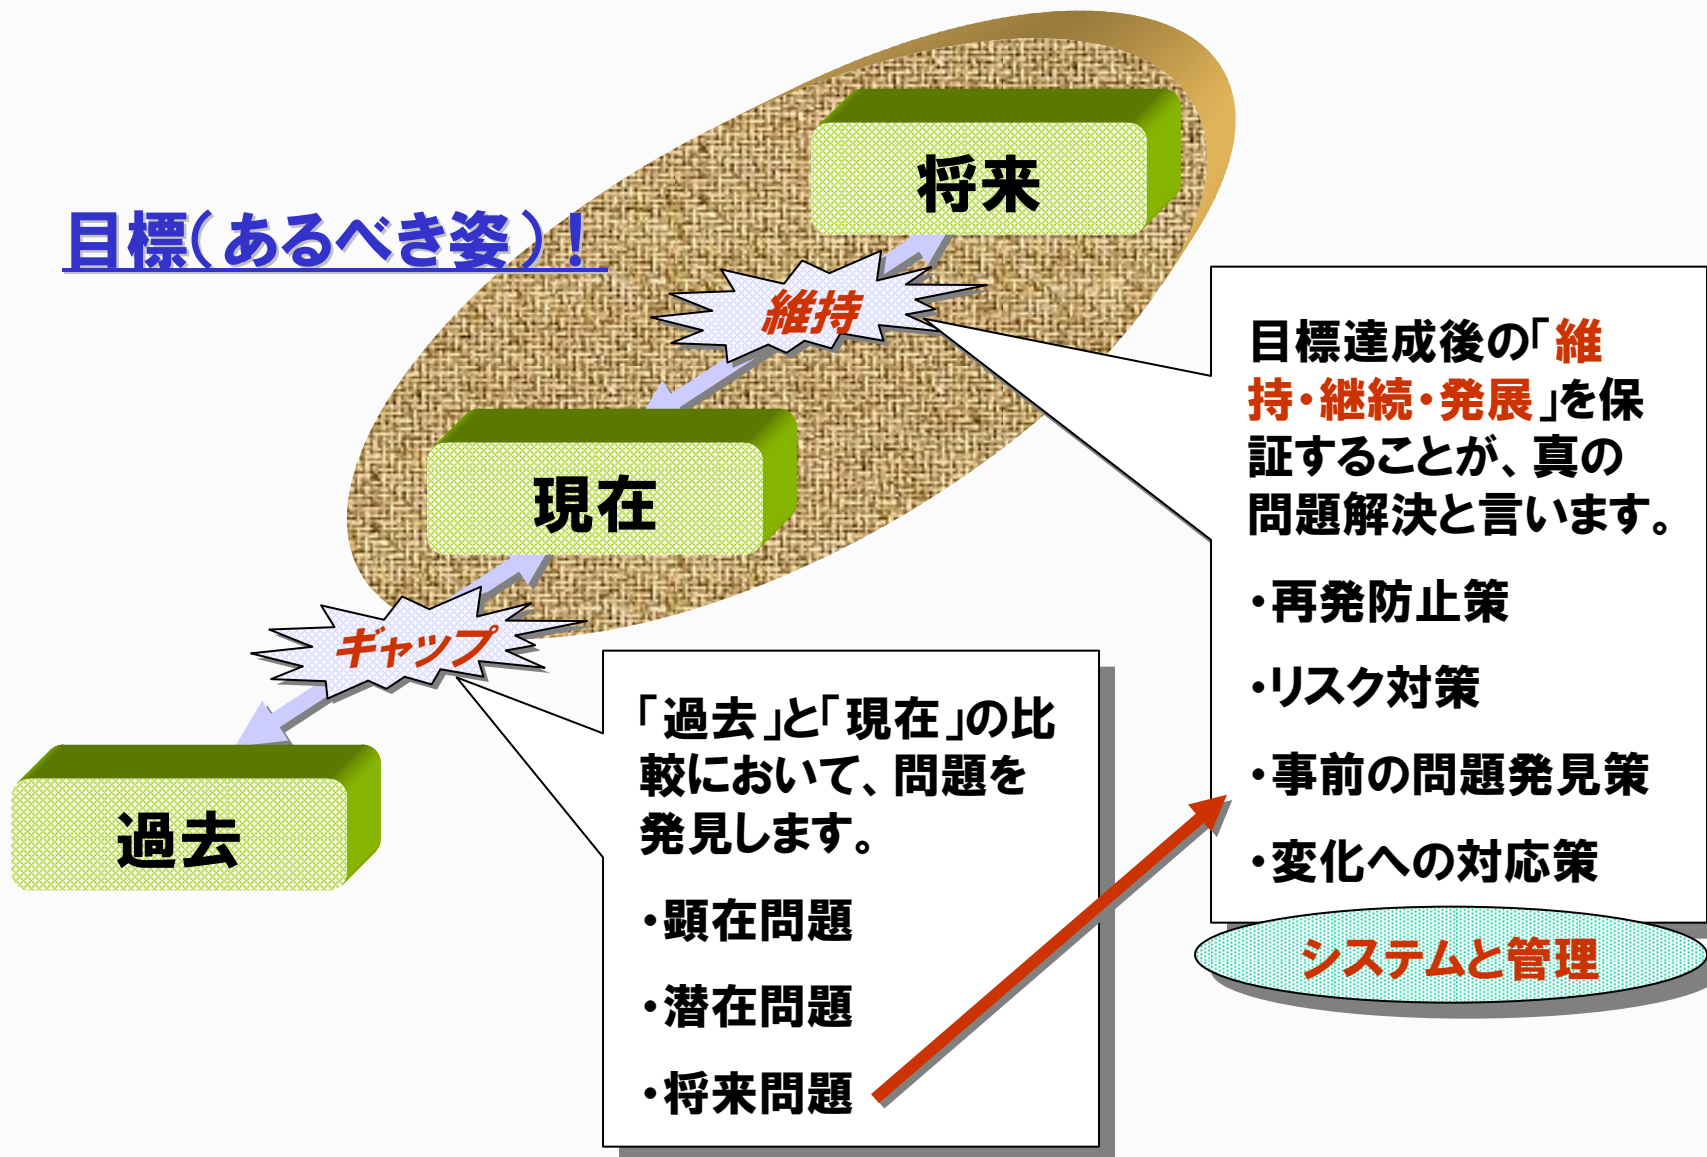 目標(あるべき姿)!
将来
維持
現在
ギャップ
過去
目標達成後の「維
持・継続・発展」を保
証することが、真の
問題解決と言います。
・再発防止策
・リスク対策
・事前の問題発見策
・変化への対応策
システムと管理
「過去」と「現在」の比
較において、問題を
発見します。
・顕在問題
・潜在問題
・将来問題